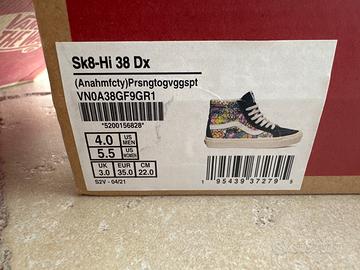 Sk8-Hi 38 Dx
(Anahmfcty)Prsngtogvggspt
VN0A38GF9GR1
*5200156828*
4.0 US MEN
5.5 US WOMEN
UK EUR CM
3.0 35.0 22.0
S2V - 04/21
1 95439 37279 5